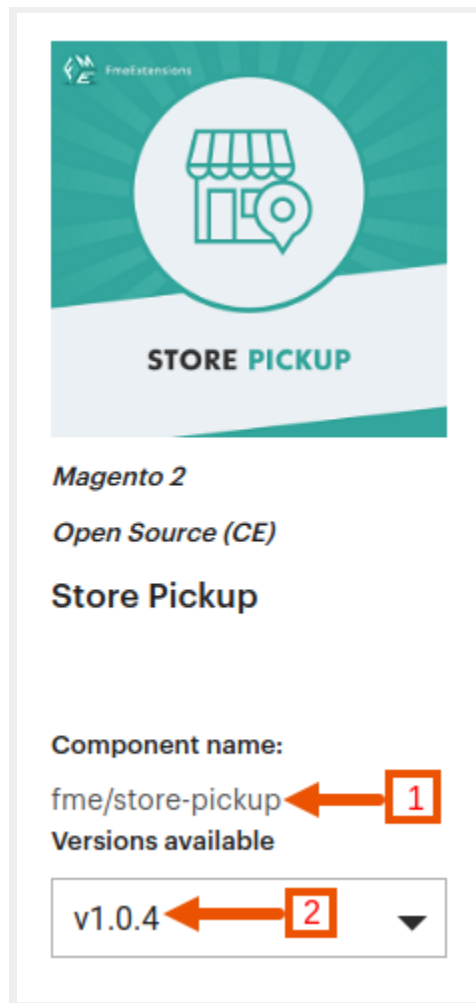 FME FmeExtensions
STORE PICKUP
Magento 2
Open Source (CE)
Store Pickup
Component name:
fme/store-pickup 1
Versions available
v1.0.4 2